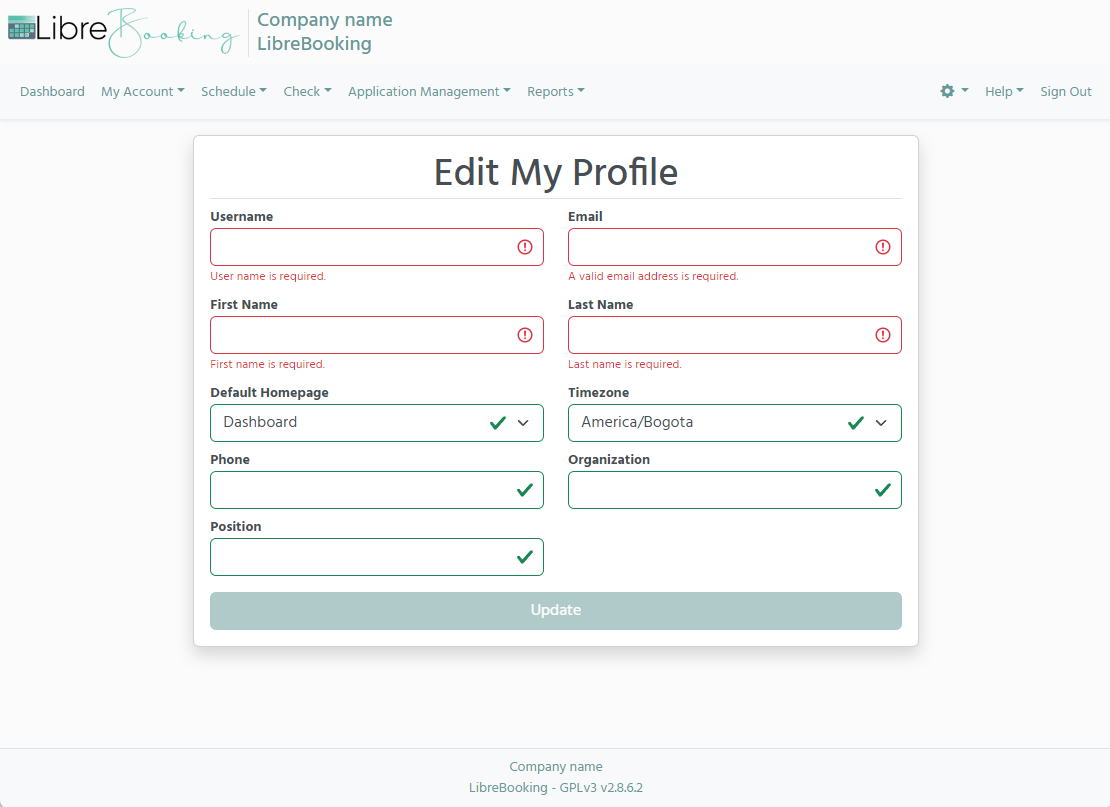 LibreBooking
Company name
LibreBooking
Dashboard My Account Schedule Check Application Management Reports Help Sign Out
Edit My Profile
Username Email
User name is required. A valid email address is required.
First Name Last Name
First name is required. Last name is required.
Default Homepage Timezone
Dashboard America/Bogota
Phone Organization
Position
Update
Company name
LibreBooking - GPLv3 v2.8.6.2